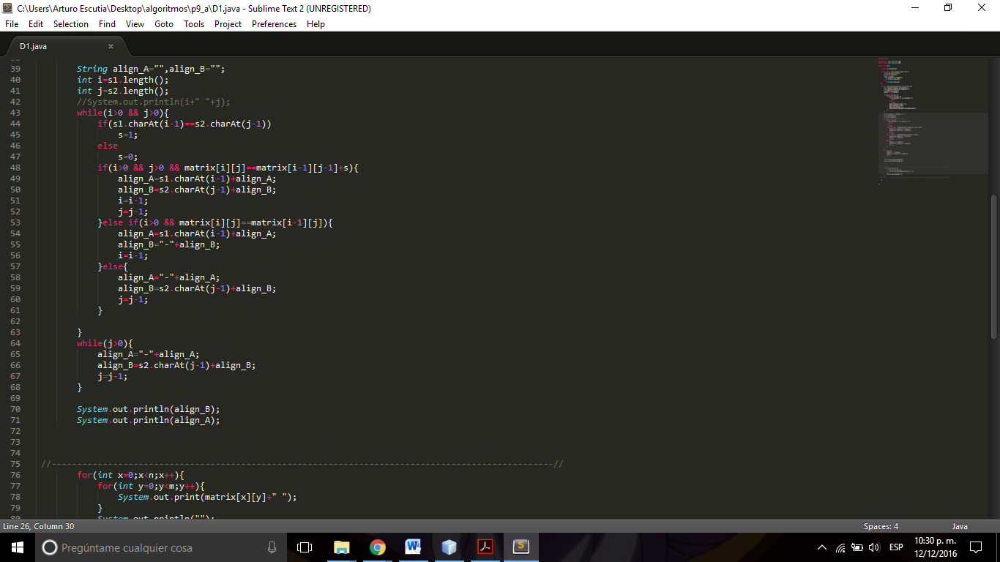 C:\Users\Arturo Escutia\Desktop\algoritmos\p9_a\D1.java - Sublime Text 2 (UNREGISTERED)
File Edit Selection Find View Goto Tools Project Preferences Help
D1.java ×
39 String align_A="",align_B="";
40 int i=s1.length();
41 int j=s2.length();
42 //System.out.println(i+" "+j);
43 while(i>0 && j>0){
44 if(s1.charAt(i-1)==s2.charAt(j-1))
45 s=1;
46 else
47 s=0;
48 if(i>0 && j>0 && matrix[i][j]==matrix[i-1][j-1]+s){
49 align_A=s1.charAt(i-1)+align_A;
50 align_B=s2.charAt(j-1)+align_B;
51 i=i-1;
52 j=j-1;
53 }else if(i>0 && matrix[i][j]==matrix[i-1][j]){
54 align_A=s1.charAt(i-1)+align_A;
55 align_B="-"+align_B;
56 i=i-1;
57 }else{
58 align_A="-"+align_A;
59 align_B=s2.charAt(j-1)+align_B;
60 j=j-1;
61 }
62
63 }
64 while(j>0){
65 align_A="-"+align_A;
66 align_B=s2.charAt(j-1)+align_B;
67 j=j-1;
68 }
69
70 System.out.println(align_B);
71 System.out.println(align_A);
72
73
74
75 //--------------------------------------------------------------------------------------------------//
76 for(int x=0;x<n;x++){
77 for(int y=0;y<m;y++){
78 System.out.print(matrix[x][y]+" ");
79 }
80 System.out.println("");
Line 26, Column 30 Spaces: 4 Java
Pregúntame cualquier cosa ESP 10:30 p. m.
12/12/2016